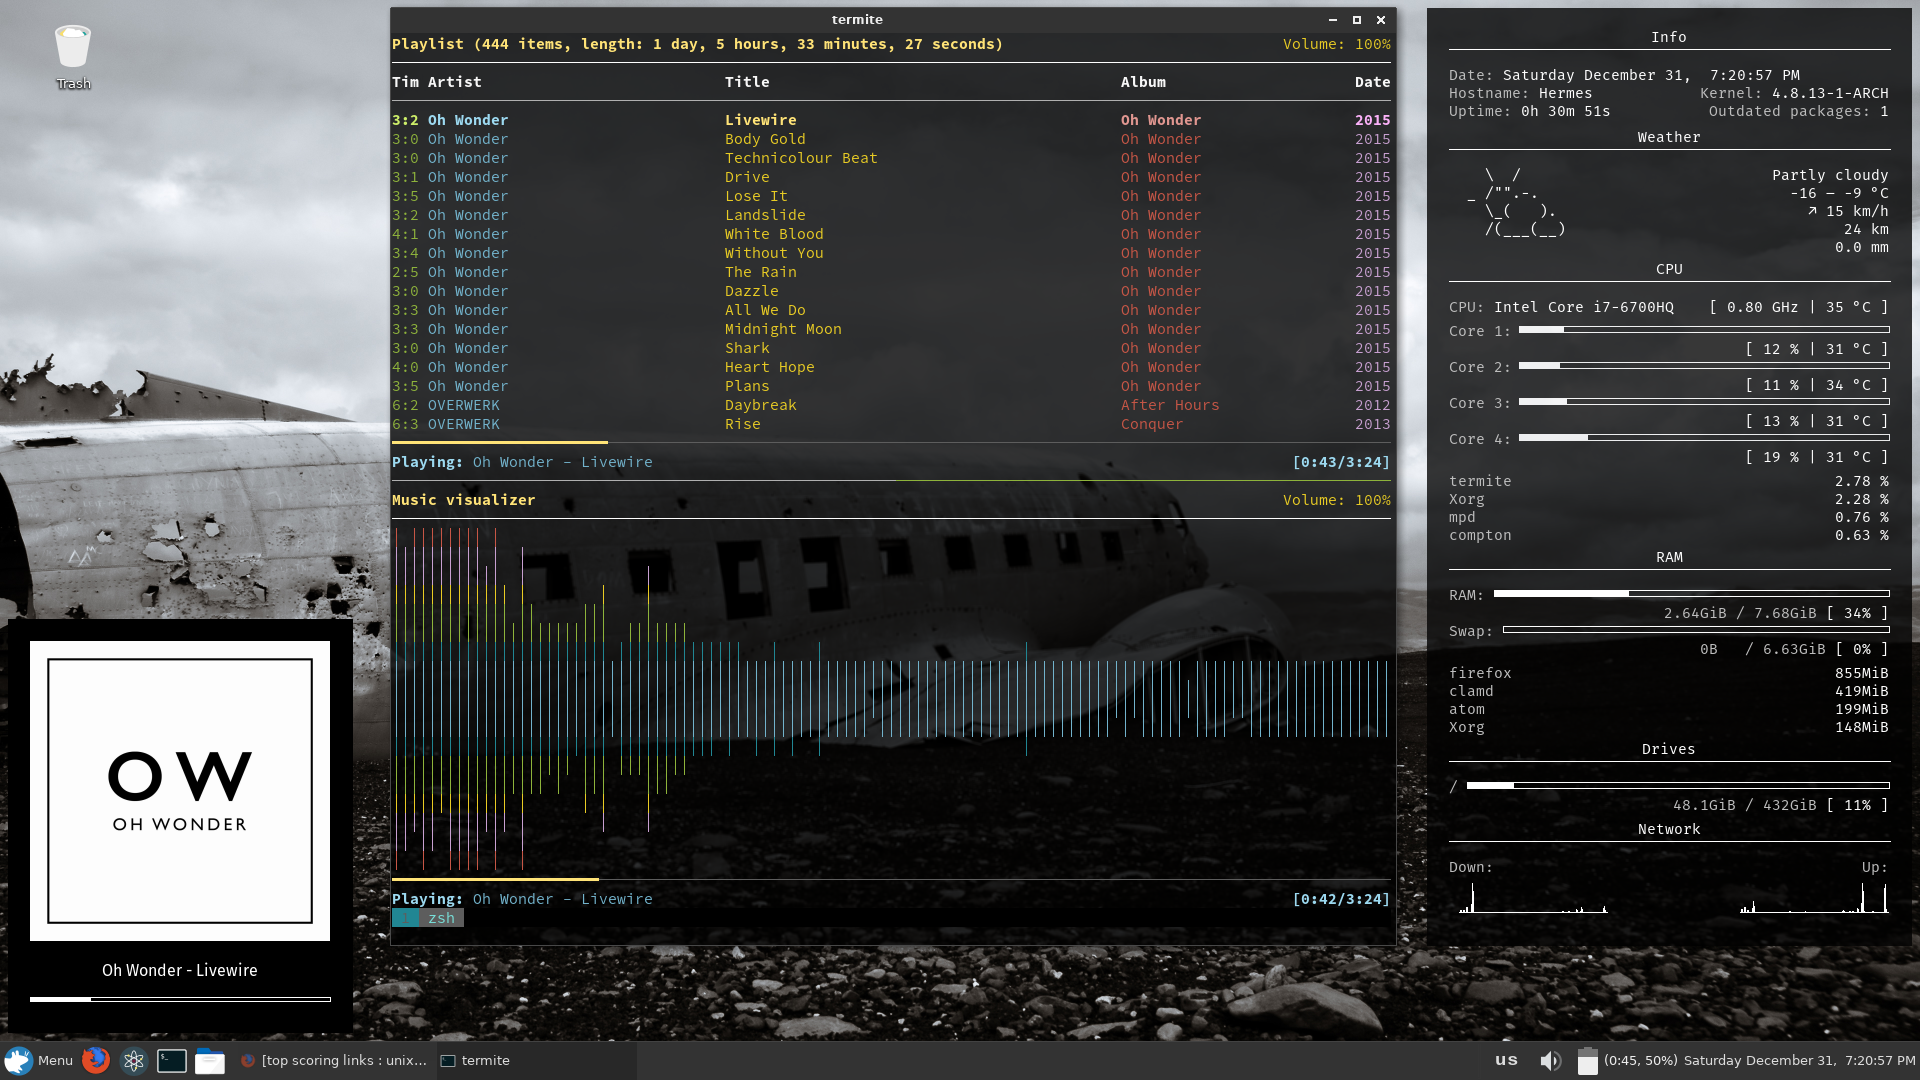 Trash
termite
Playlist (444 items, length: 1 day, 5 hours, 33 minutes, 27 seconds) Volume: 100%
Tim Artist Title Album Date
3:2 Oh Wonder Livewire Oh Wonder 2015
3:0 Oh Wonder Body Gold Oh Wonder 2015
3:0 Oh Wonder Technicolour Beat Oh Wonder 2015
3:1 Oh Wonder Drive Oh Wonder 2015
3:5 Oh Wonder Lose It Oh Wonder 2015
3:2 Oh Wonder Landslide Oh Wonder 2015
4:1 Oh Wonder White Blood Oh Wonder 2015
3:4 Oh Wonder Without You Oh Wonder 2015
2:5 Oh Wonder The Rain Oh Wonder 2015
3:0 Oh Wonder Dazzle Oh Wonder 2015
3:3 Oh Wonder All We Do Oh Wonder 2015
3:3 Oh Wonder Midnight Moon Oh Wonder 2015
3:0 Oh Wonder Shark Oh Wonder 2015
4:0 Oh Wonder Heart Hope Oh Wonder 2015
3:5 Oh Wonder Plans Oh Wonder 2015
6:2 OVERWERK Daybreak After Hours 2012
6:3 OVERWERK Rise Conquer 2013
Playing: Oh Wonder - Livewire [0:43/3:24]
Music visualizer Volume: 100%
Playing: Oh Wonder - Livewire [0:42/3:24]
1 zsh
Info
Date: Saturday December 31, 7:20:57 PM
Hostname: Hermes Kernel: 4.8.13-1-ARCH
Uptime: 0h 30m 51s Outdated packages: 1
Weather
\ / Partly cloudy
_ /"".-. -16 – -9 °C
\_( ). ↗ 15 km/h
/(___(__) 24 km
0.0 mm
CPU
CPU: Intel Core i7-6700HQ [ 0.80 GHz | 35 °C ]
Core 1:
[ 12 % | 31 °C ]
Core 2:
[ 11 % | 34 °C ]
Core 3:
[ 13 % | 31 °C ]
Core 4:
[ 19 % | 31 °C ]
termite 2.78 %
Xorg 2.28 %
mpd 0.76 %
compton 0.63 %
RAM
RAM:
2.64GiB / 7.68GiB [ 34% ]
Swap:
0B / 6.63GiB [ 0% ]
firefox 855MiB
clamd 419MiB
atom 199MiB
Xorg 148MiB
Drives
/
48.1GiB / 432GiB [ 11% ]
Network
Down: Up:
OW
OH WONDER
Oh Wonder - Livewire
Menu [top scoring links : unix... termite us (0:45, 50%) Saturday December 31, 7:20:57 PM